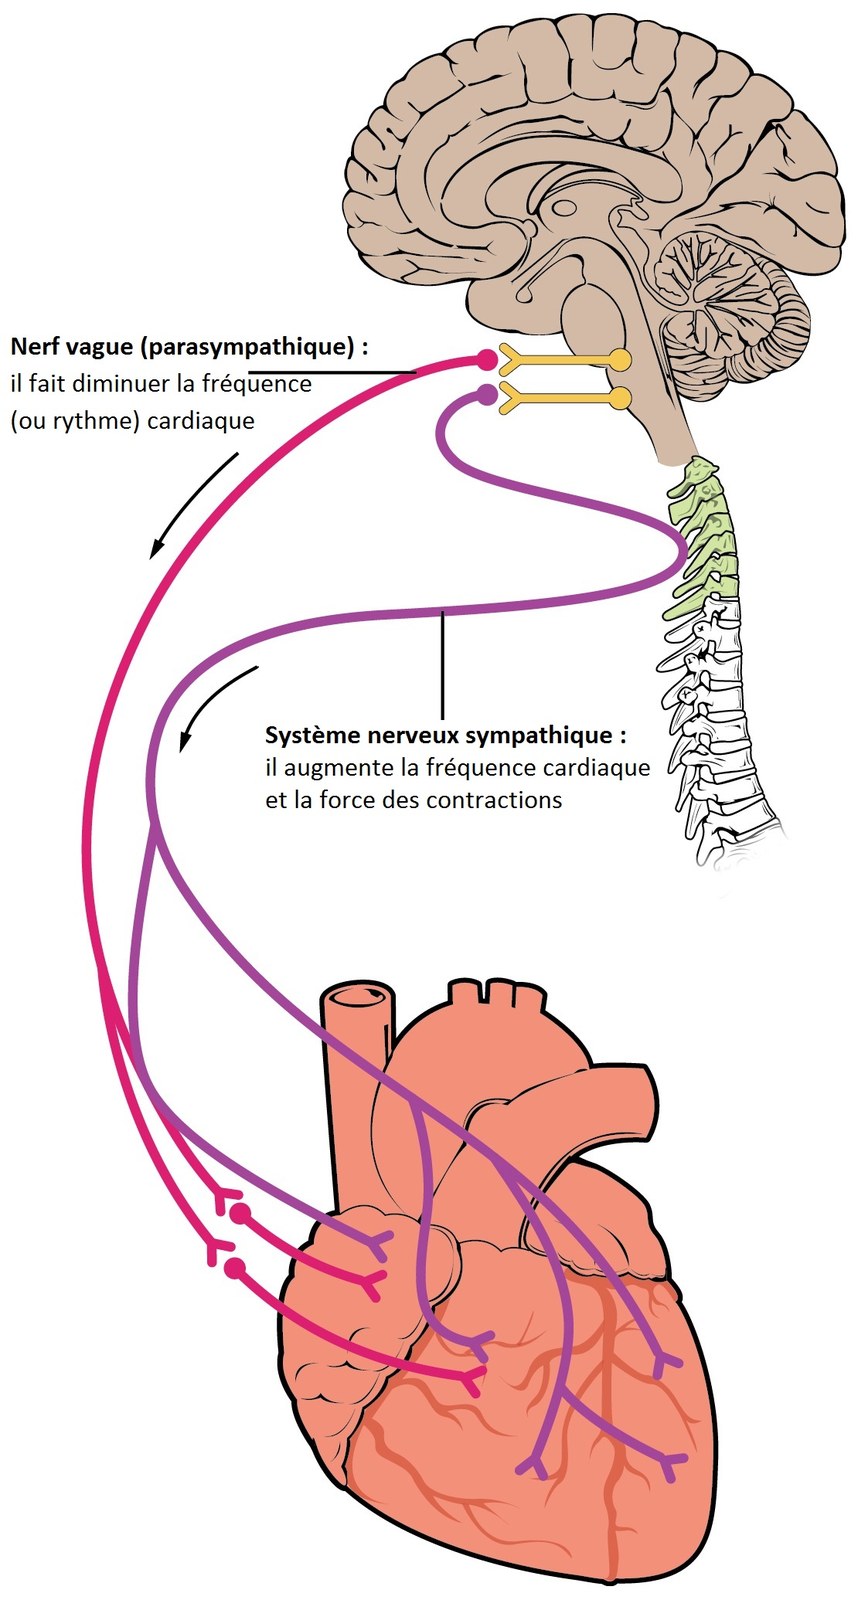 Nerf vague (parasympathique) :
il fait diminuer la fréquence
(ou rythme) cardiaque
Système nerveux sympathique :
il augmente la fréquence cardiaque
et la force des contractions